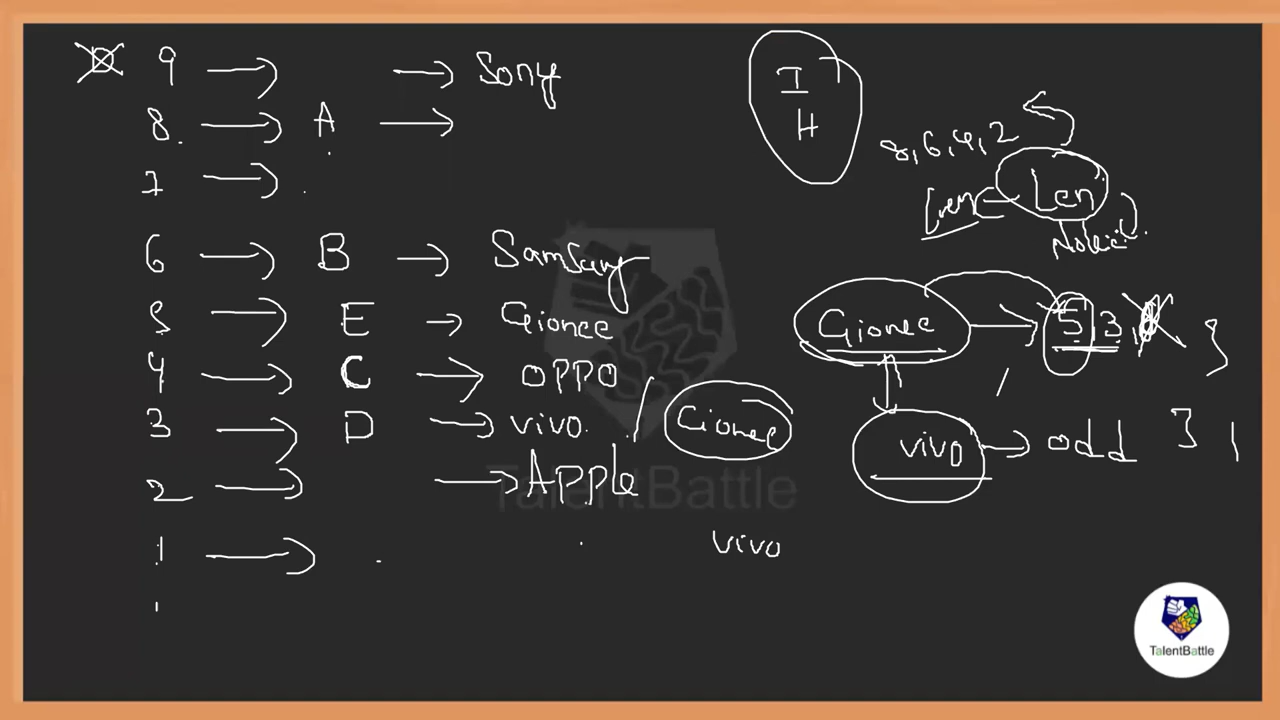 9 → → Sony
8. → A →
7 →
6 → B → Samsung
5 → E → Gionee
4 → C → OPPO
3 → D → vivo / Gionee
2 → → Apple
1 →
vivo
I
H
8, 6, 4, 2
Len
Gionee → 5, 3,
vivo → odd 3 1
TalentBattle
TalentBattle